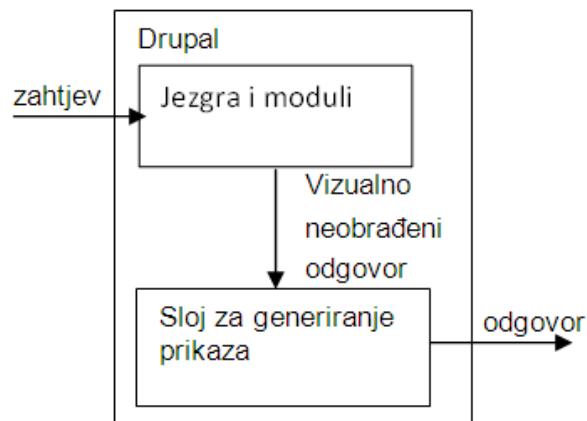 Drupal
zahtjev
Jezgra i moduli
Vizualno
neobrađeni
odgovor
Sloj za generiranje
prikaza
odgovor